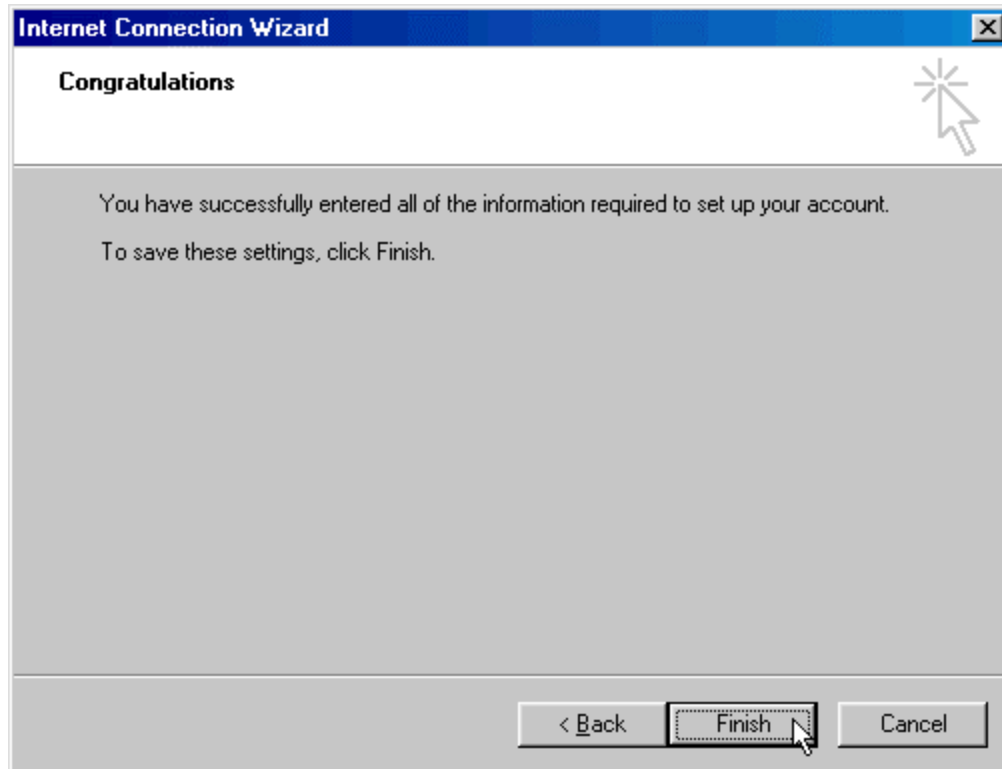 Internet Connection Wizard
Congratulations
You have successfully entered all of the information required to set up your account.
To save these settings, click Finish.
< Back
Finish
Cancel